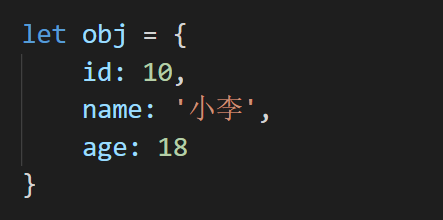 let obj = {
    id: 10,
    name: '小李',
    age: 18
}